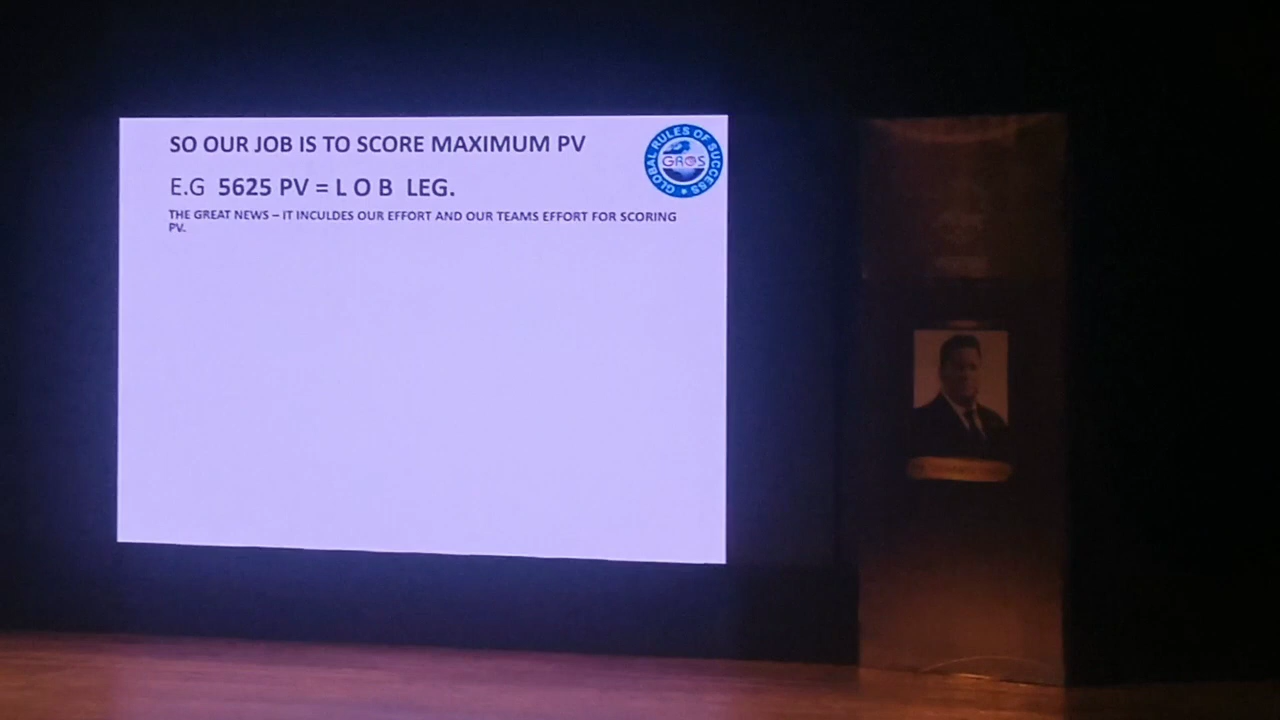 SO OUR JOB IS TO SCORE MAXIMUM PV
E.G 5625 PV = L O B LEG.
THE GREAT NEWS – IT INCULDES OUR EFFORT AND OUR TEAMS EFFORT FOR SCORING
PV.
GLOBAL RULES OF SUCCESS
GROS